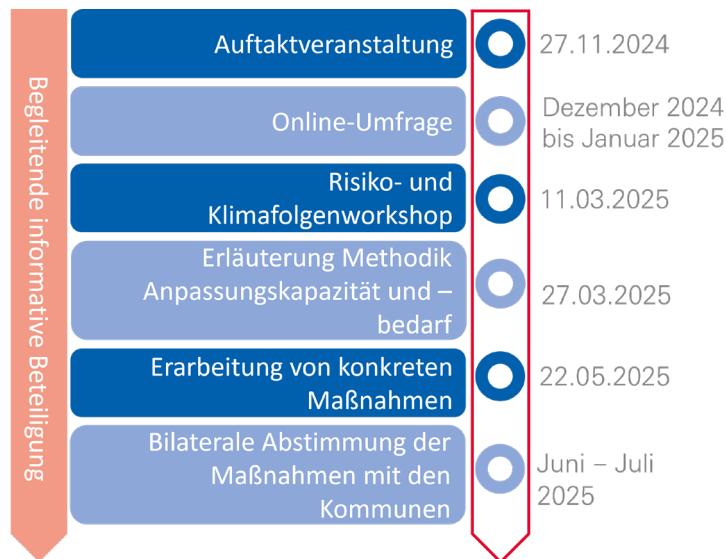 Begleitende informative Beteiligung
Auftaktveranstaltung
27.11.2024
Online-Umfrage
Dezember 2024
bis Januar 2025
Risiko- und
Klimafolgenworkshop
11.03.2025
Erläuterung Methodik
Anpassungskapazität und –
bedarf
27.03.2025
Erarbeitung von konkreten
Maßnahmen
22.05.2025
Bilaterale Abstimmung der
Maßnahmen mit den
Kommunen
Juni – Juli
2025